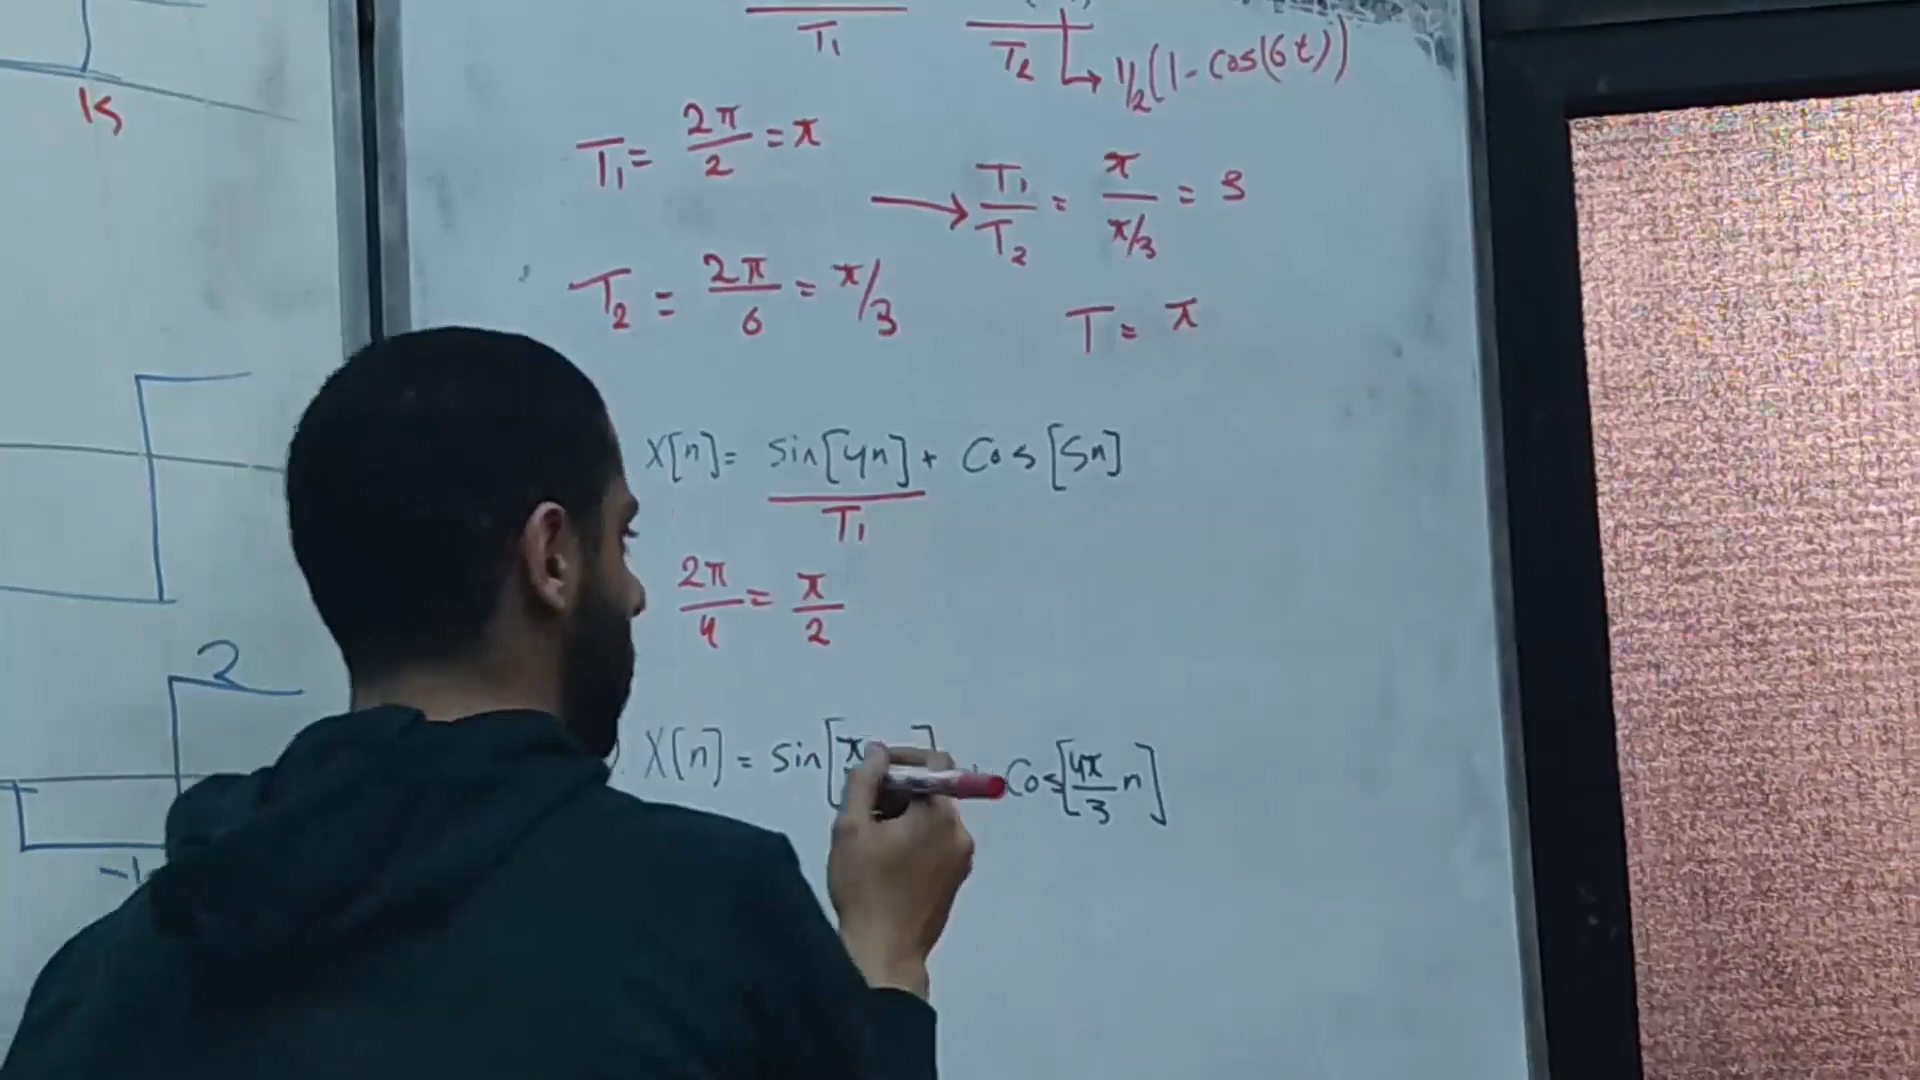 T₁ T₂ → 1/2(1 - cos(6t))
T₁ = 2π/2 = π
→ T₁/T₂ = π/(π/3) = 3
T₂ = 2π/6 = π/3
T = π
X[n] = sin[4n] + Cos[5n]
T₁
2π/4 = π/2
X[n] = sin[π + Cos[4π/3 n]
2
-1